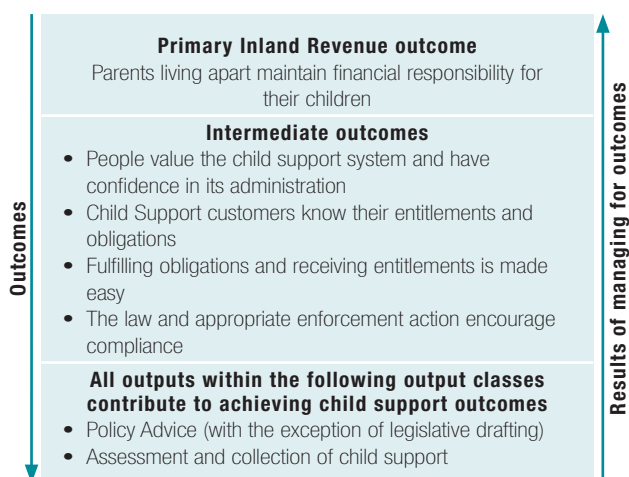 Primary Inland Revenue outcome
Parents living apart maintain financial responsibility for
their children
Intermediate outcomes
• People value the child support system and have
confidence in its administration
• Child Support customers know their entitlements and
obligations
• Fulfilling obligations and receiving entitlements is made
easy
• The law and appropriate enforcement action encourage
compliance
All outputs within the following output classes
contribute to achieving child support outcomes
• Policy Advice (with the exception of legislative drafting)
• Assessment and collection of child support
Outcomes
Results of managing for outcomes